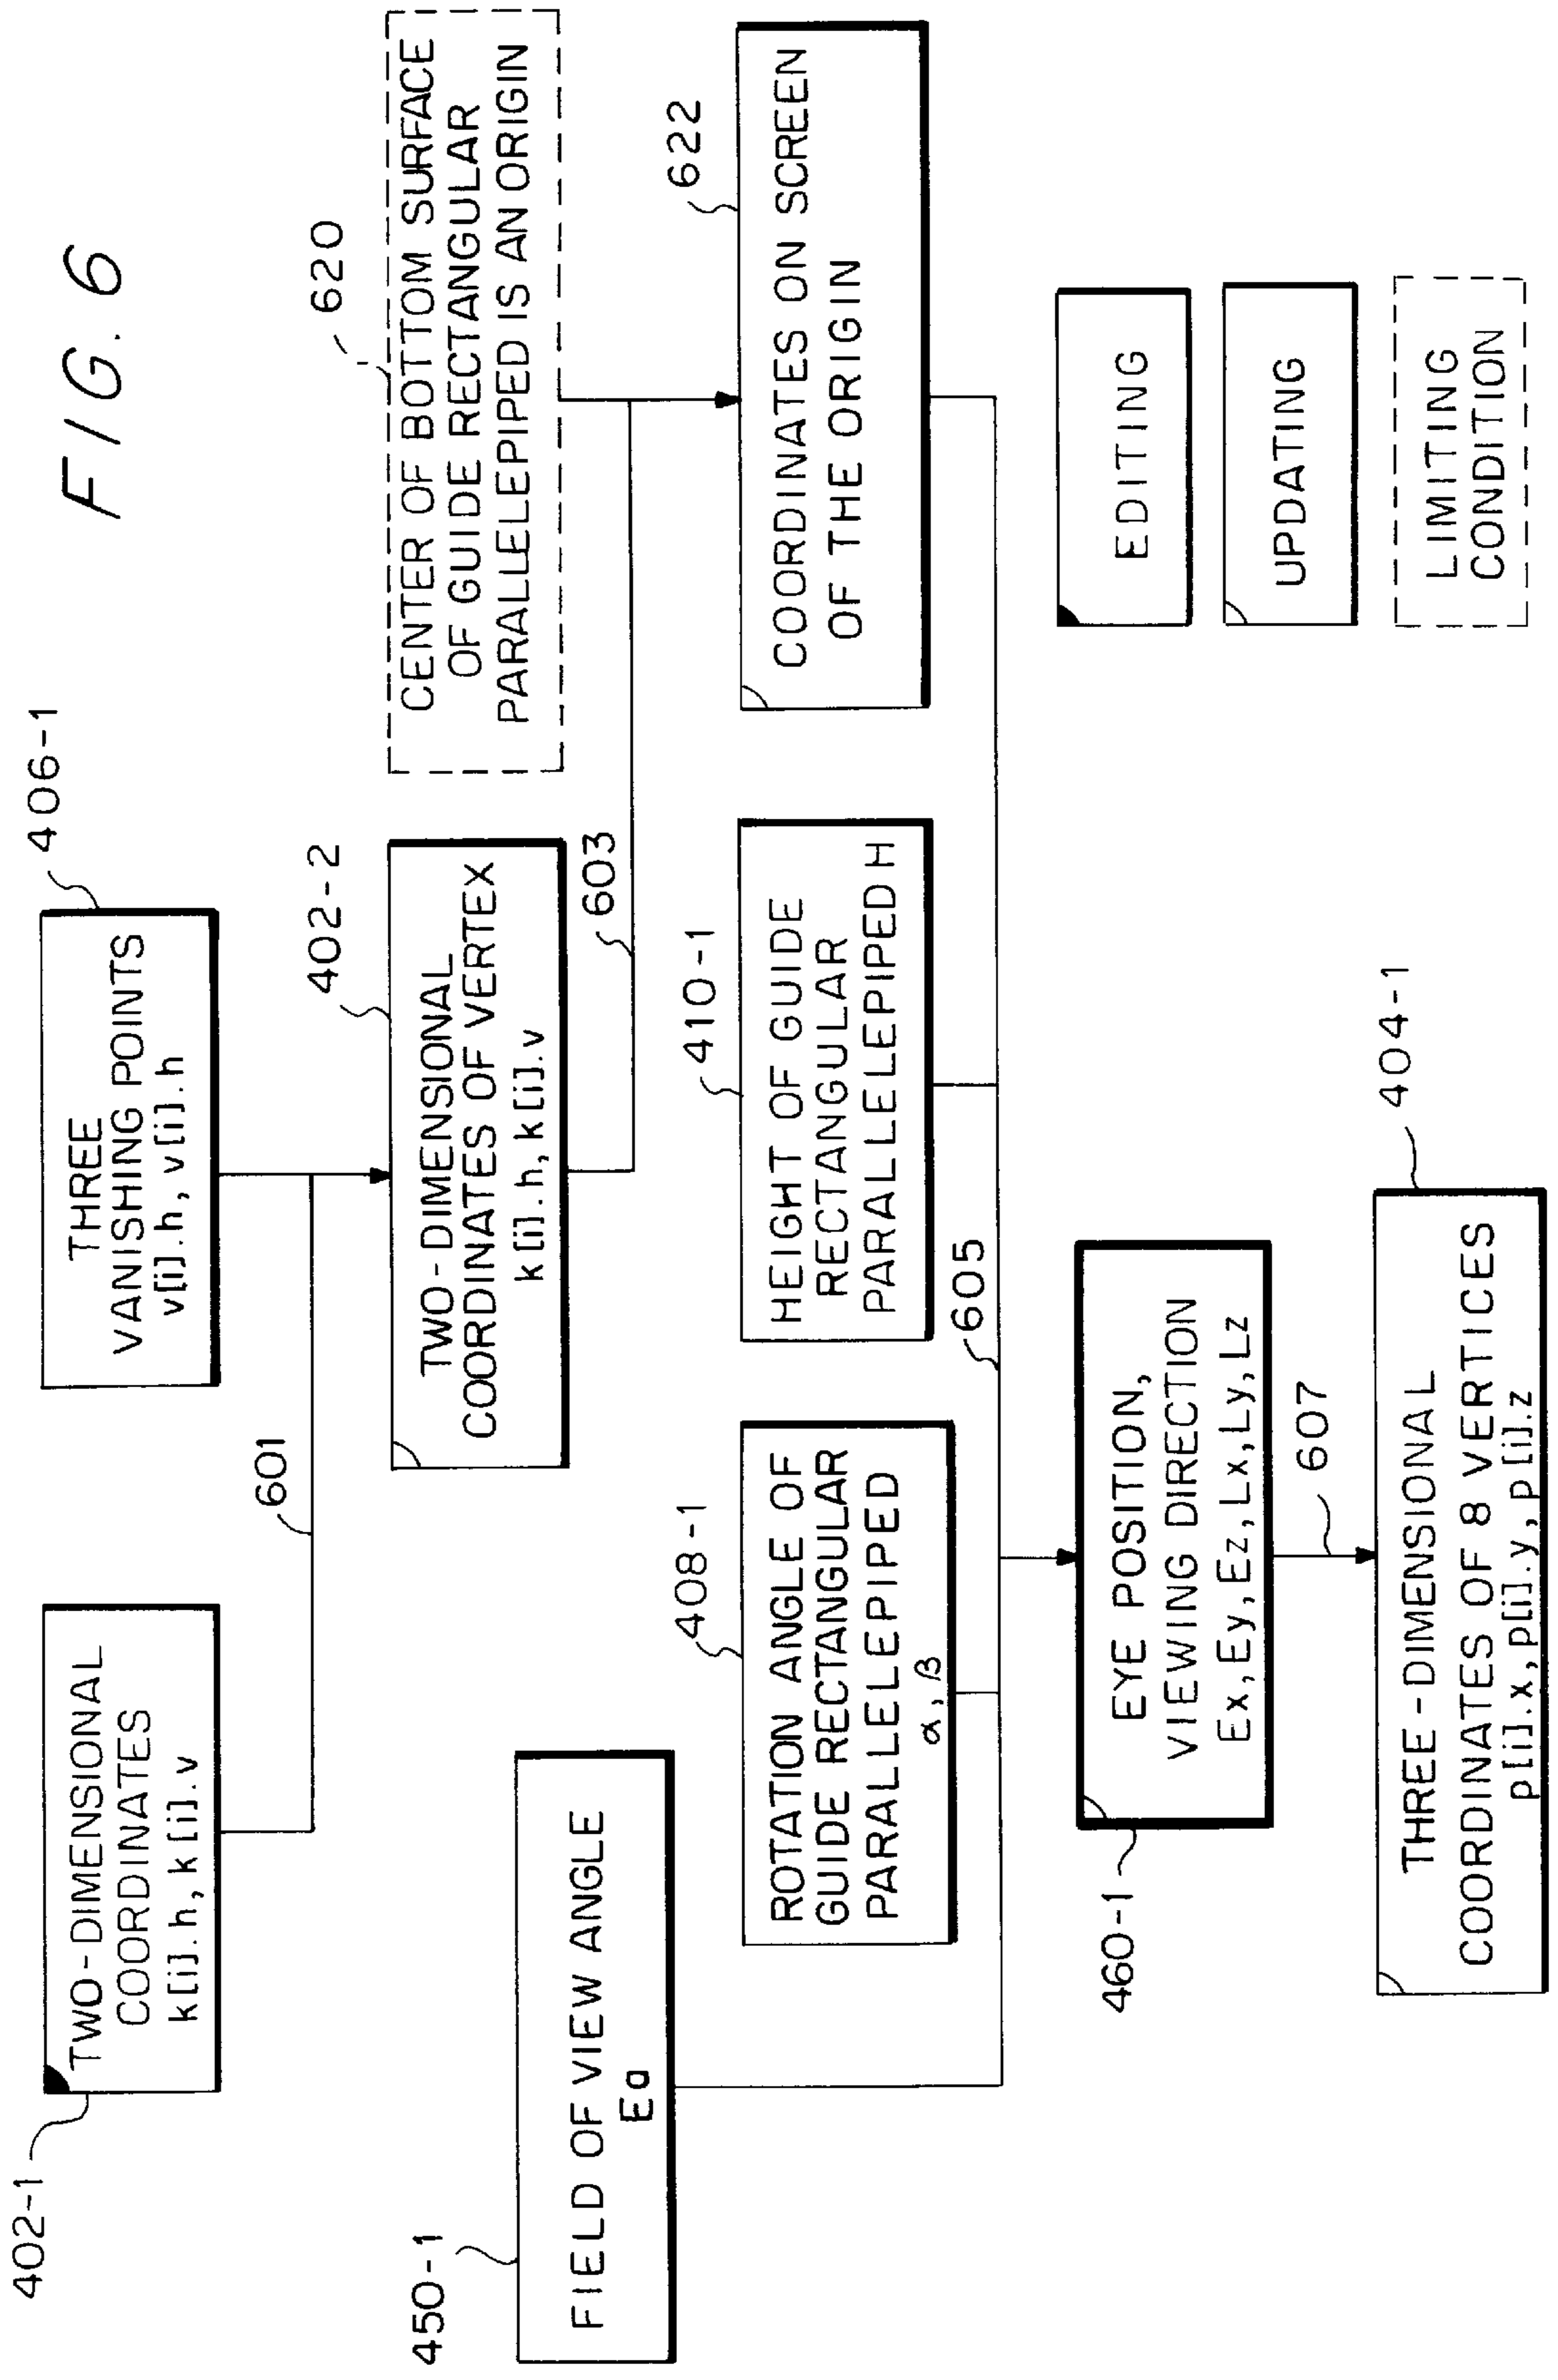 FIG. 6
402-1
TWO-DIMENSIONAL
COORDINATES
k[i].h, k[i].v
601
406-1
THREE
VANISHING POINTS
v[i].h, v[i].h
402-2
TWO-DIMENSIONAL
COORDINATES OF VERTEX
k[i].h, k[i].v
603
620
CENTER OF BOTTOM SURFACE
OF GUIDE RECTANGULAR
PARALLELEPIPED IS AN ORIGIN
450-1
FIELD OF VIEW ANGLE
Ea
408-1
ROTATION ANGLE OF
GUIDE RECTANGULAR
PARALLELEPIPED
α, β
410-1
HEIGHT OF GUIDE
RECTANGULAR
PARALLELEPIPED H
622
COORDINATES ON SCREEN
OF THE ORIGIN
605
460-1
EYE POSITION,
VIEWING DIRECTION
Ex, Ey, Ez, Lx, Ly, Lz
607
404-1
THREE-DIMENSIONAL
COORDINATES OF 8 VERTICES
p[i].x, p[i].y, p[i].z
EDITING
UPDATING
LIMITING
CONDITION